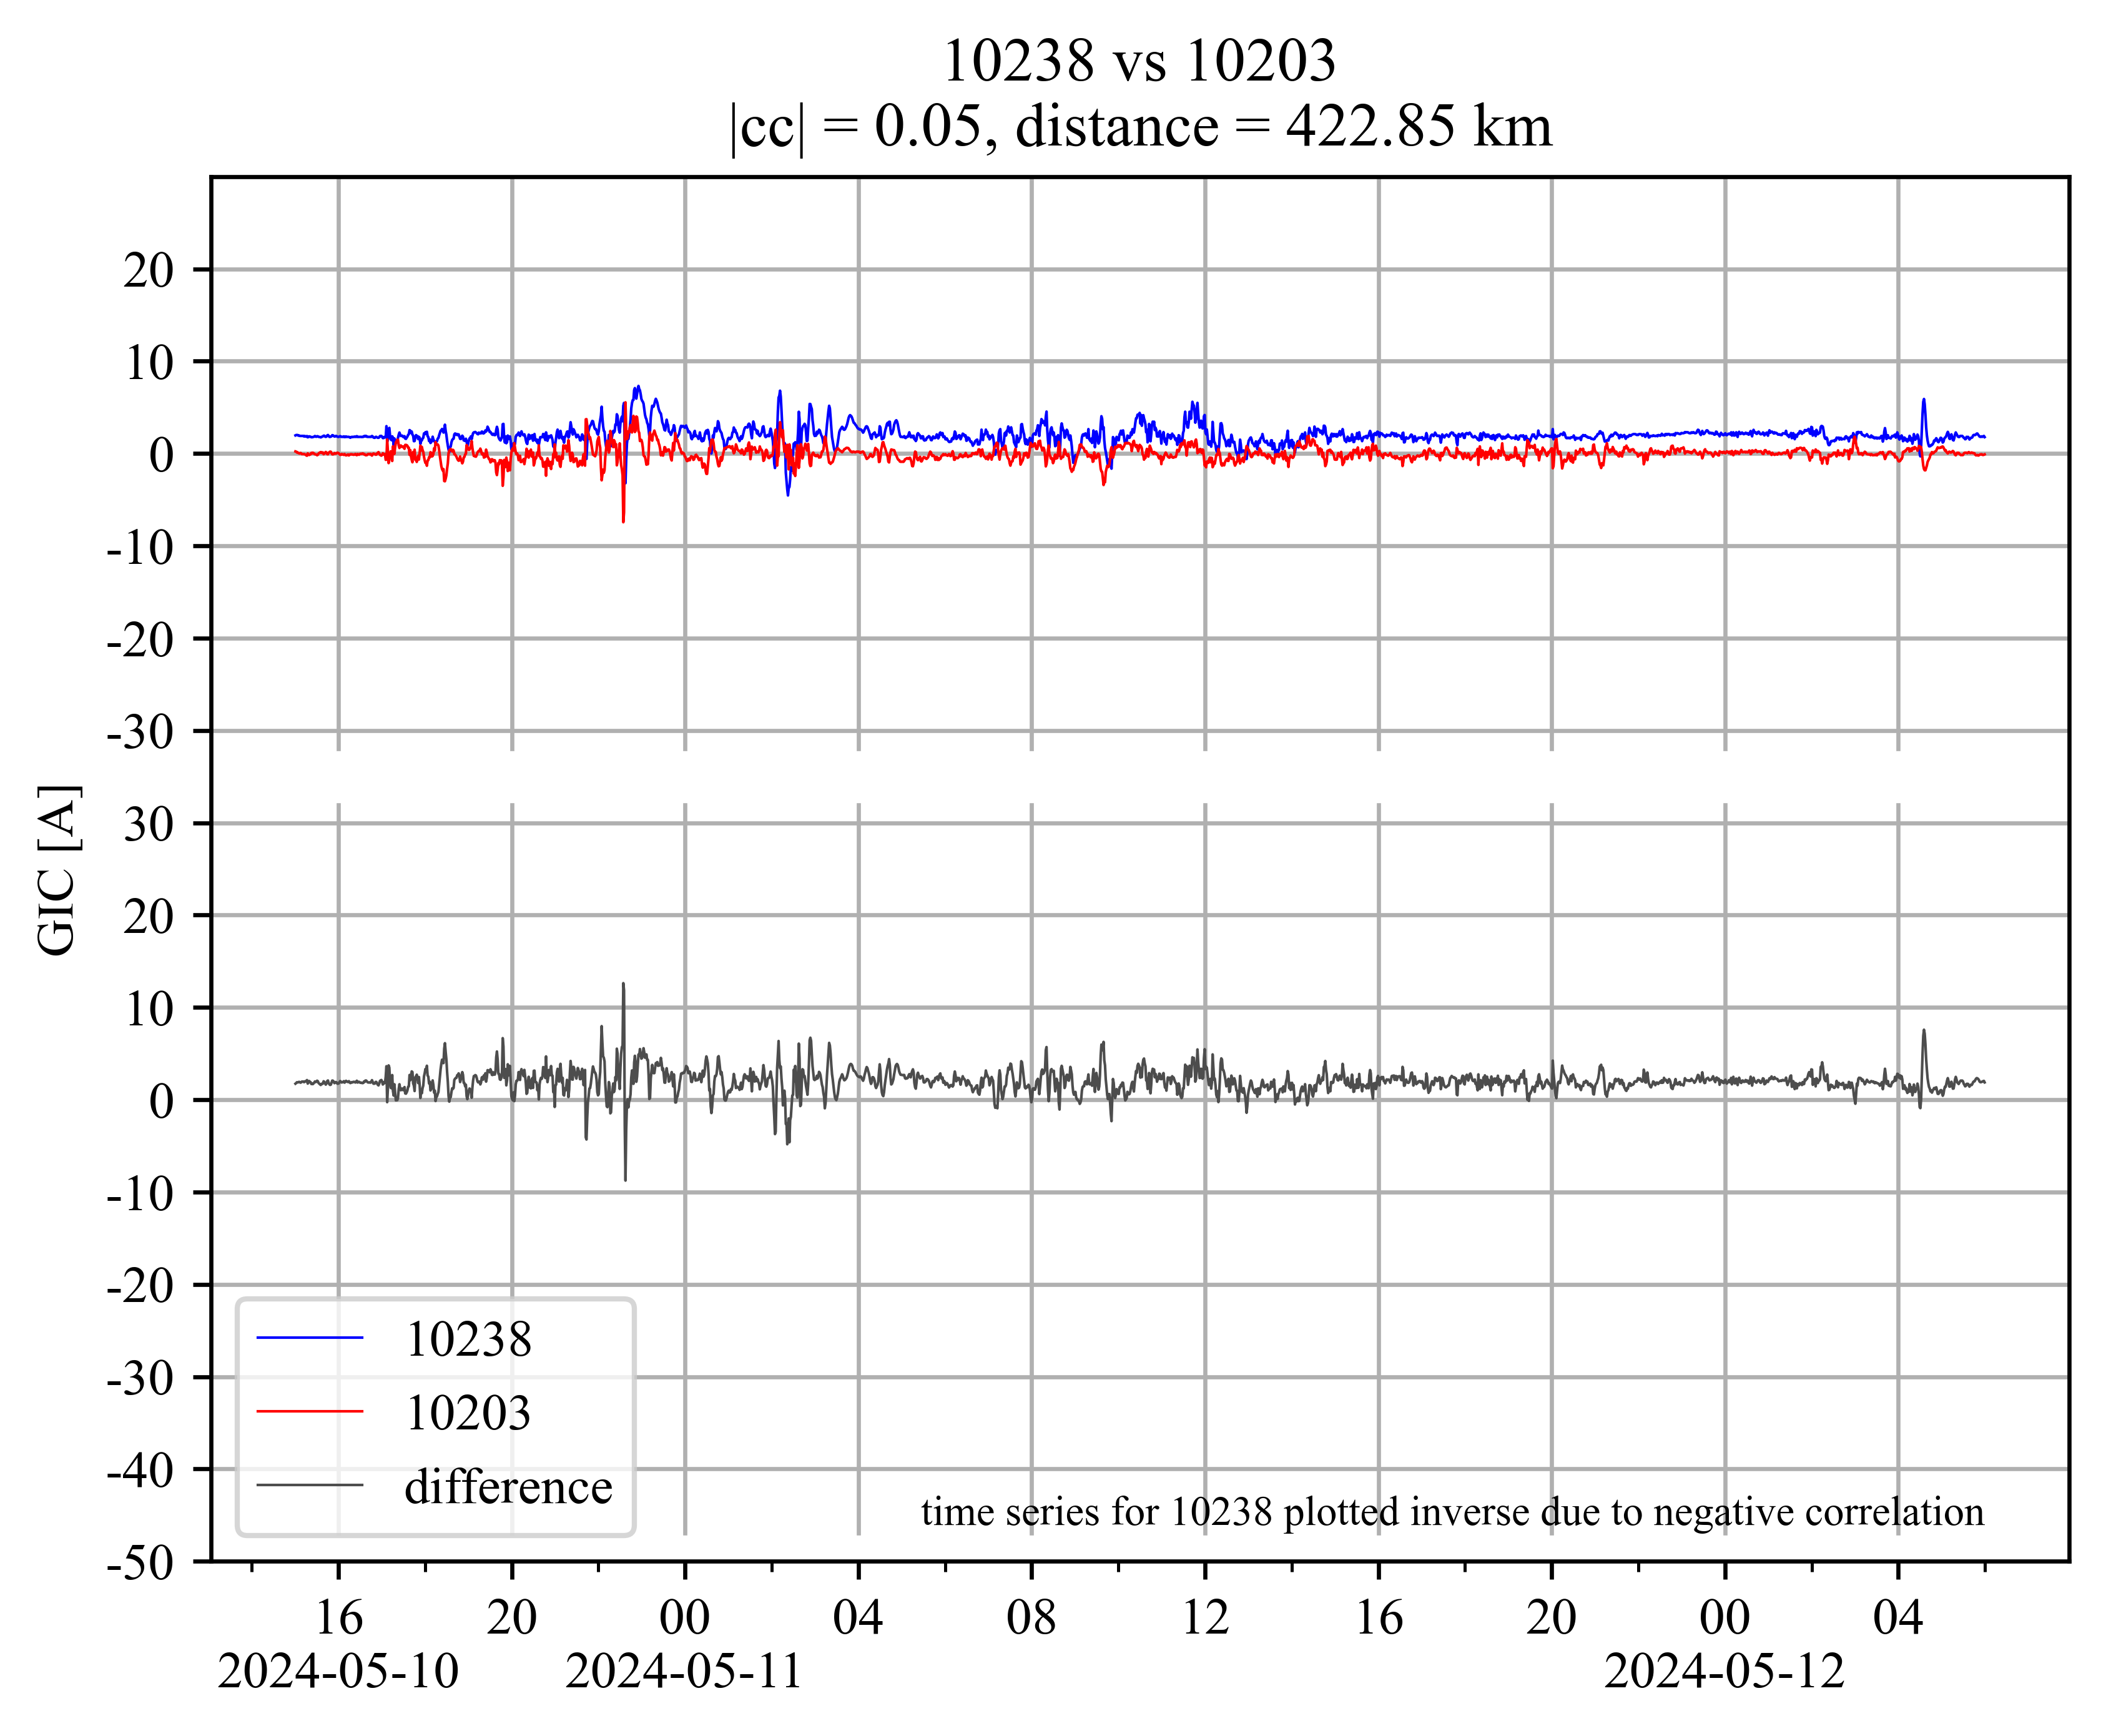 10238 vs 10203
|cc| = 0.05, distance = 422.85 km
20
10
0
-10
-20
-30
30
20
10
0
-10
-20
-30
-40
-50
GIC [A]
10238
10203
difference
time series for 10238 plotted inverse due to negative correlation
16 20 00 04 08 12 16 20 00 04
2024-05-10 2024-05-11 2024-05-12